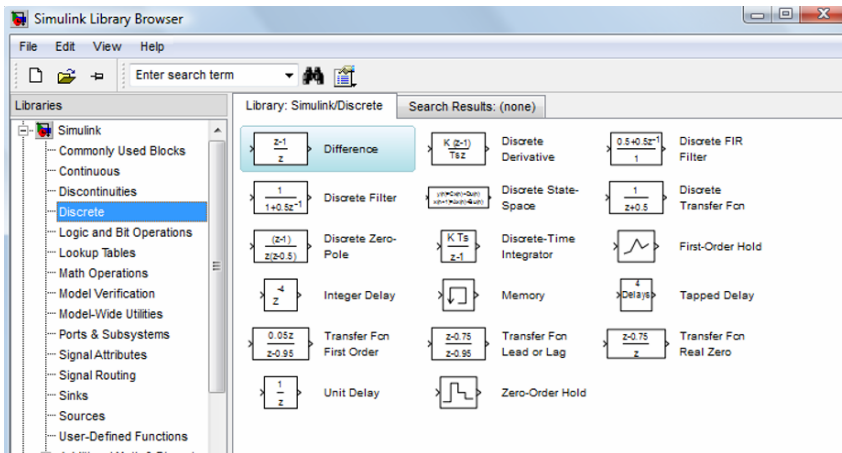 Simulink Library Browser
File Edit View Help
Enter search term
Libraries
Library: Simulink/Discrete Search Results: (none)
Simulink
Commonly Used Blocks
Continuous
Discontinuities
Discrete
Logic and Bit Operations
Lookup Tables
Math Operations
Model Verification
Model-Wide Utilities
Ports & Subsystems
Signal Attributes
Signal Routing
Sinks
Sources
User-Defined Functions
z-1
z
Difference
K (z-1)
Tsz
Discrete
Derivative
0.5+0.5z-1
1
Discrete FIR
Filter
1
1+0.5z-1
Discrete Filter
Discrete State-
Space
1
z+0.5
Discrete
Transfer Fcn
(z-1)
z(z-0.5)
Discrete Zero-
Pole
K Ts
z-1
Discrete-Time
Integrator
First-Order Hold
-4
z
Integer Delay
Memory
4
Delays
Tapped Delay
0.05z
z-0.95
Transfer Fcn
First Order
z-0.75
z-0.95
Transfer Fcn
Lead or Lag
z-0.75
z
Transfer Fcn
Real Zero
1
z
Unit Delay
Zero-Order Hold